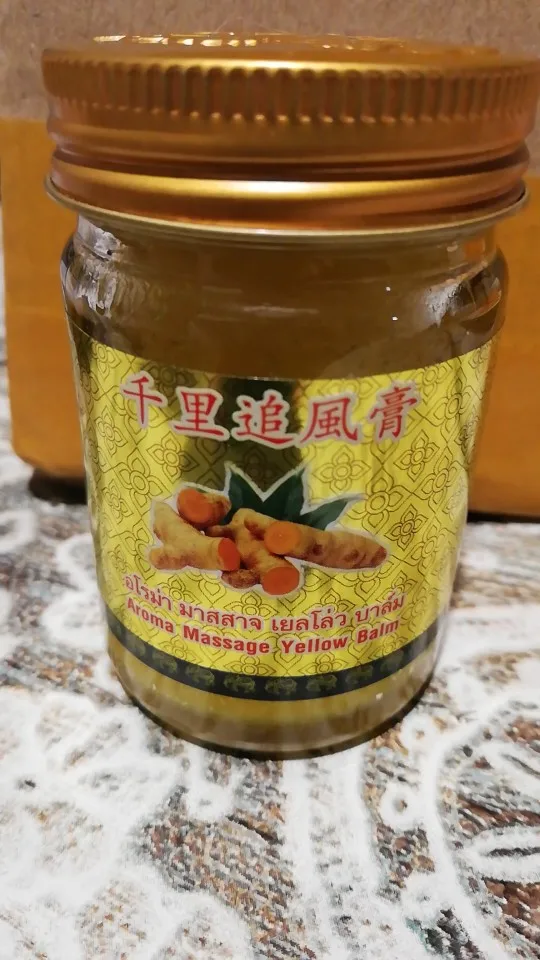 千里追風膏
อโรม่า มาสสาจ เยลโล่ว บาล์ม
Aroma Massage Yellow Balm